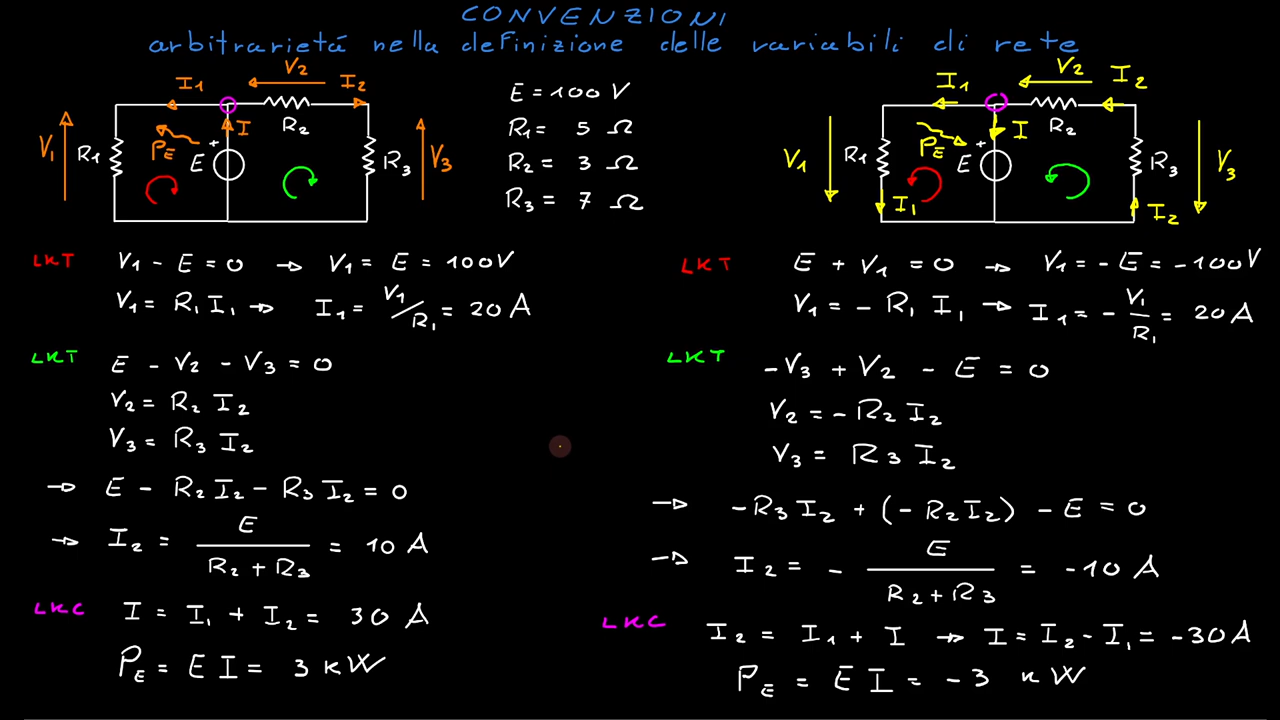 CONVENZIONI
arbitrarietá nella definizione delle variabili di rete
I1 V2 I2
V1 R1 PE E + I R2 R3 V3
E = 100 V
R1 = 5 Ω
R2 = 3 Ω
R3 = 7 Ω
I1 V2 I2
V1 R1 PE E + I R2 R3 V3
I1 I2
LKT V1 - E = 0 → V1 = E = 100V
V1 = R1 I1 → I1 = V1/R1 = 20 A
LKT E - V2 - V3 = 0
V2 = R2 I2
V3 = R3 I2
→ E - R2 I2 - R3 I2 = 0
→ I2 = E / R2 + R3 = 10 A
LKC I = I1 + I2 = 30 A
PE = E I = 3 kW
LKT E + V1 = 0 → V1 = - E = -100V
V1 = - R1 I1 → I1 = - V1/R1 = 20 A
LKT -V3 + V2 - E = 0
V2 = - R2 I2
V3 = R3 I2
→ -R3 I2 + (- R2 I2) - E = 0
→ I2 = - E / R2 + R3 = -10 A
LKC I2 = I1 + I → I = I2 - I1 = -30 A
PE = E I = -3 kW